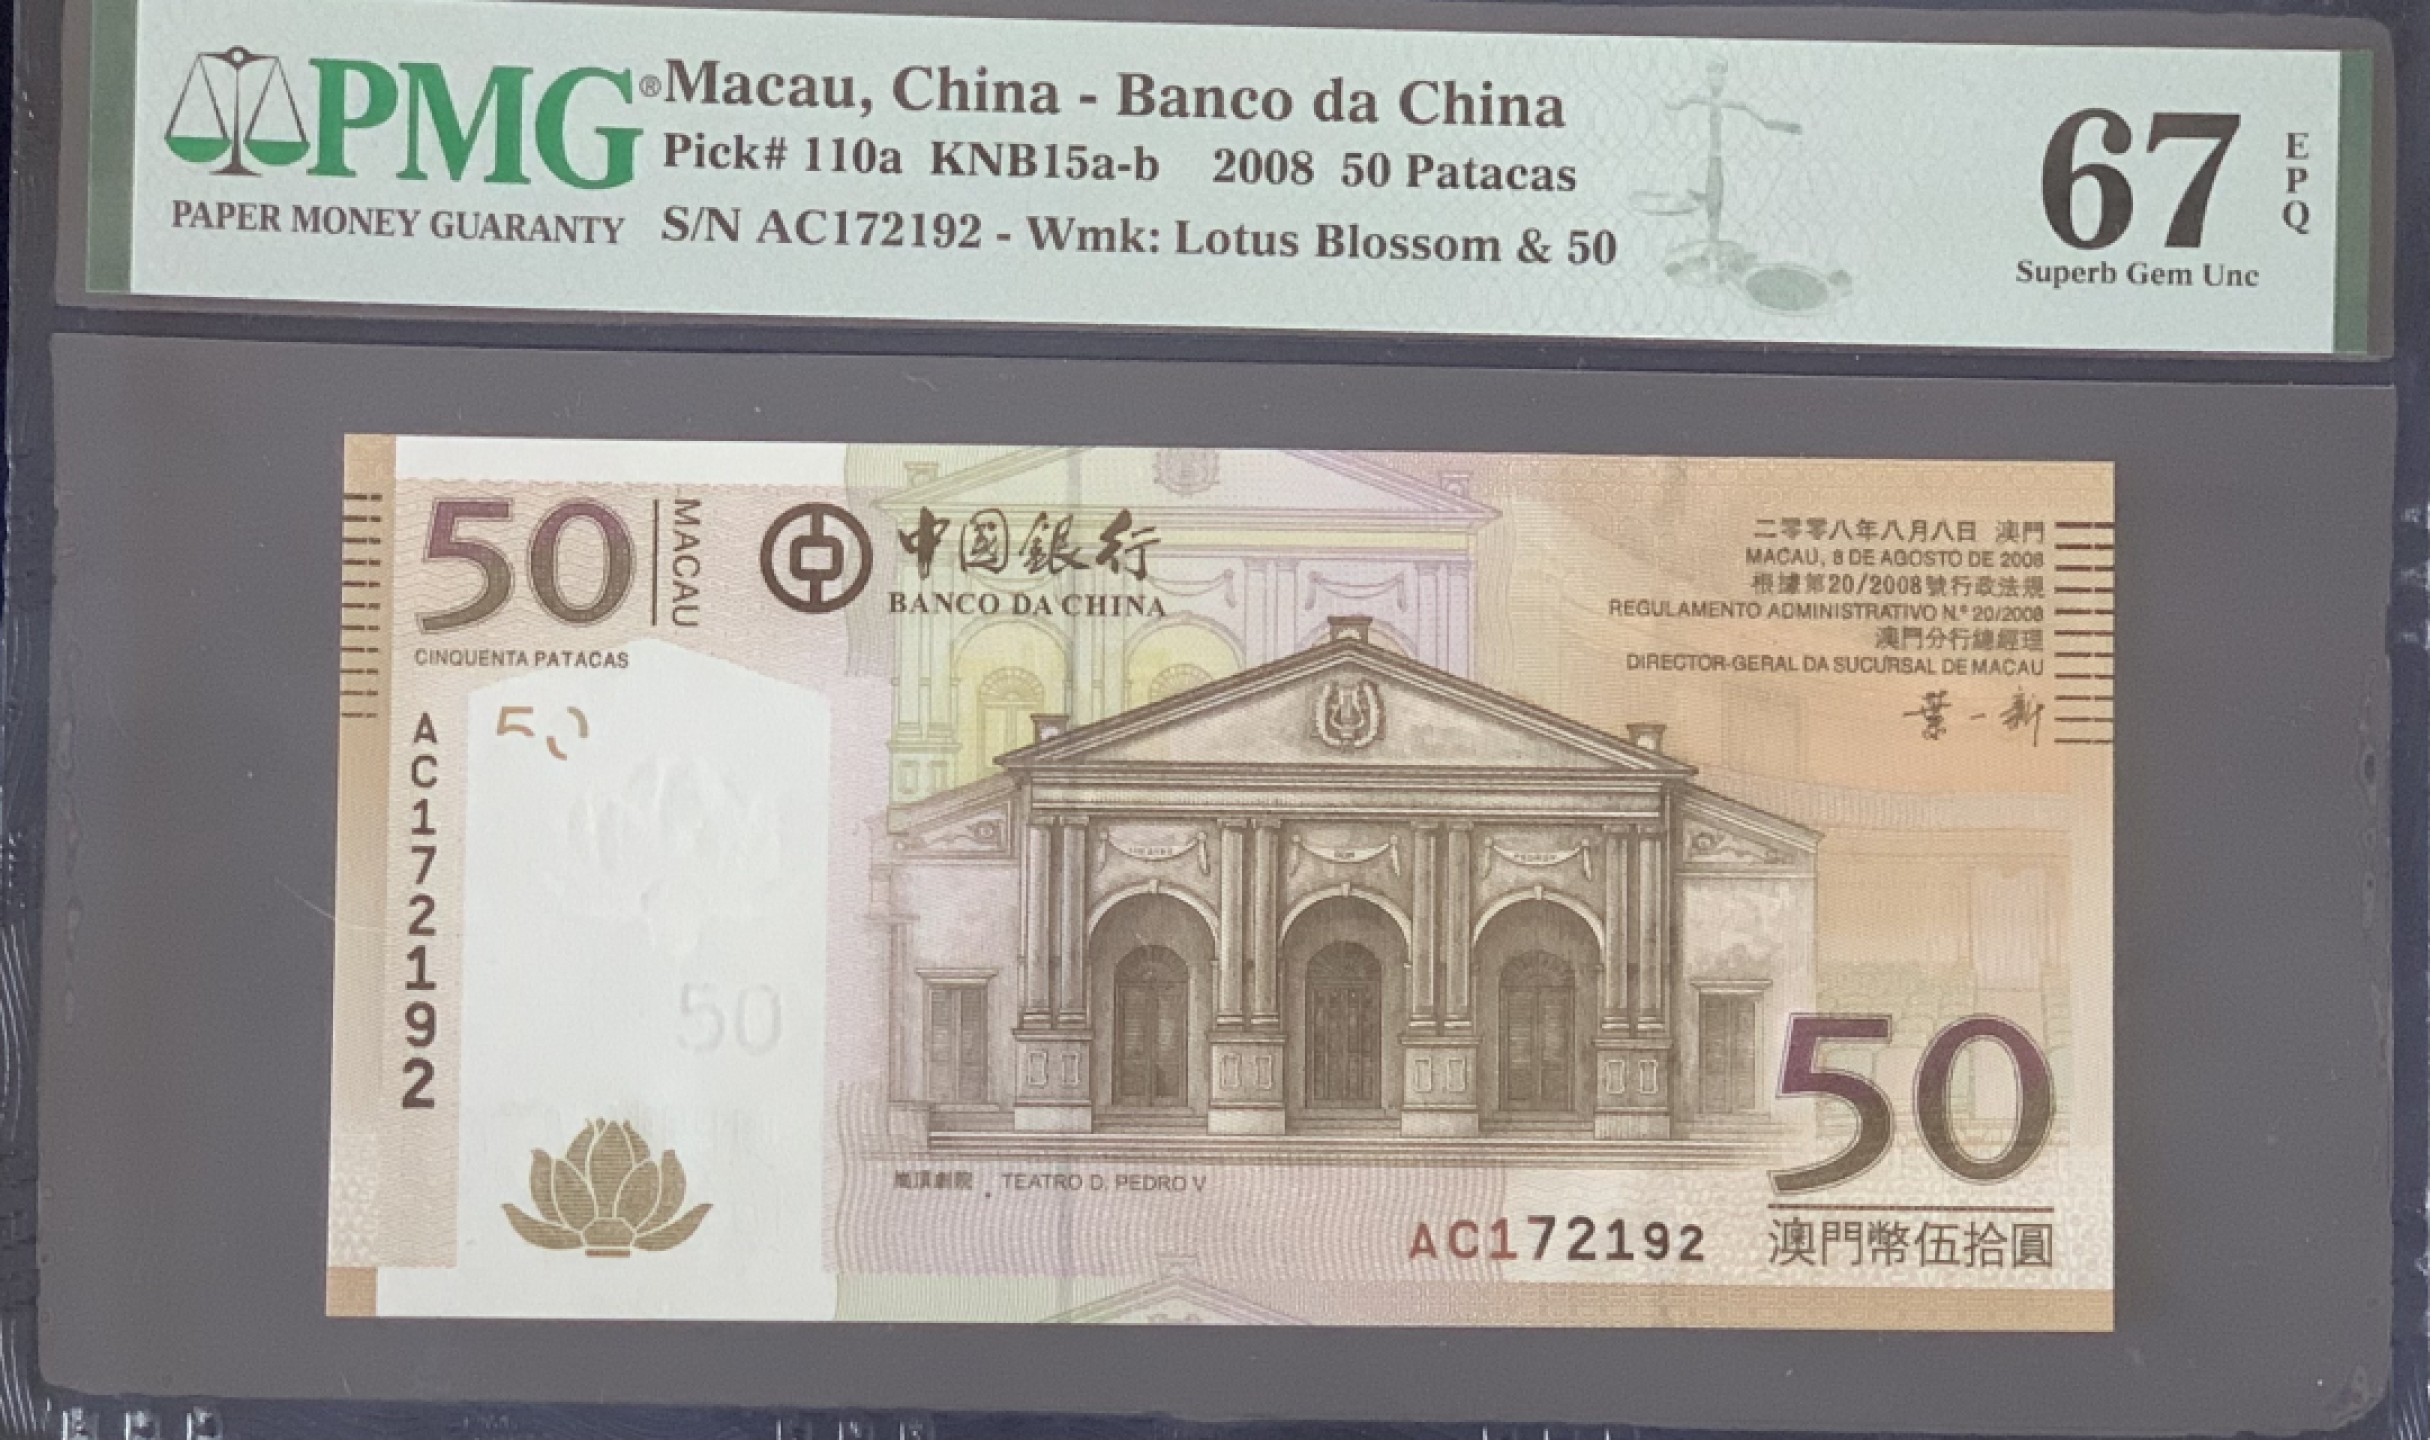 PMG®
PAPER MONEY GUARANTY
Macau, China - Banco da China
Pick# 110a KNB15a-b 2008 50 Patacas
S/N AC172192 - Wmk: Lotus Blossom & 50
67
EPQ
Superb Gem Unc
50
MACAU
CINQUENTA PATACAS
中國銀行
BANCO DA CHINA
二零零八年八月八日 澳門
MACAU, 8 DE AGOSTO DE 2008
根據第20/2008號行政法規
REGULAMENTO ADMINISTRATIVO N.º 20/2008
澳門分行總經理
DIRECTOR-GERAL DA SUCURSAL DE MACAU
葉一新
AC172192
50
50
崗頂劇院 . TEATRO D. PEDRO V
AC172192
澳門幣伍拾圓